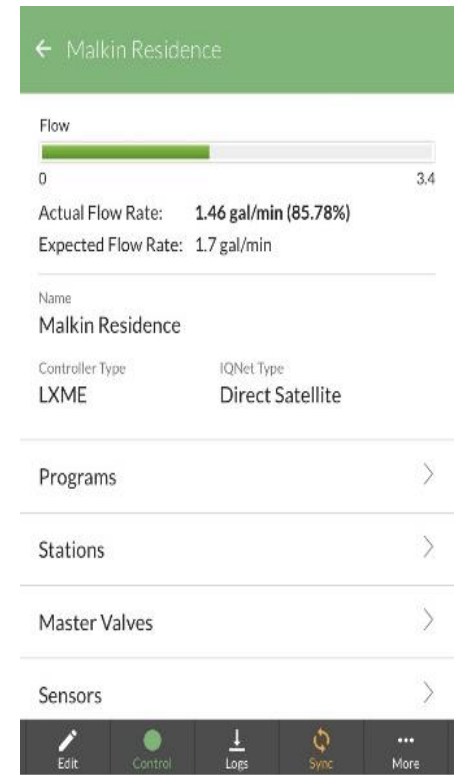 Malkin Residence
Flow
0 3.4
Actual Flow Rate: 1.46 gal/min (85.78%)
Expected Flow Rate: 1.7 gal/min
Name
Malkin Residence
Controller Type IQNet Type
LXME Direct Satellite
Programs
Stations
Master Valves
Sensors
Edit Control Logs Sync More